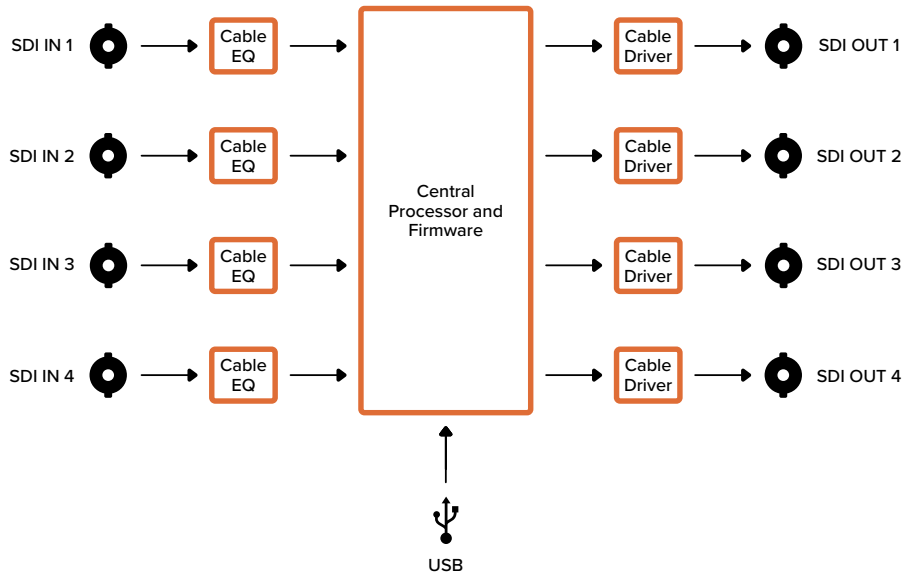 SDI IN 1
Cable
EQ
Cable
Driver
SDI OUT 1
SDI IN 2
Cable
EQ
Cable
Driver
SDI OUT 2
Central
Processor and
Firmware
SDI IN 3
Cable
EQ
Cable
Driver
SDI OUT 3
SDI IN 4
Cable
EQ
Cable
Driver
SDI OUT 4
USB